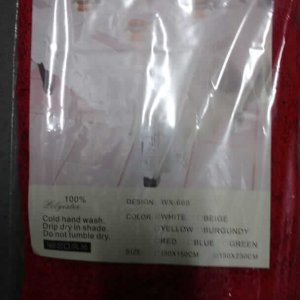 100%
Polyester
Cold hand wash.
Drip dry in shade.
Do not tumble dry.
DESIGN: WX-668
COLOR: WHITE BEIGE
YELLOW BURGUNDY
RED BLUE GREEN
SIZE: 150X150CM 150X230CM